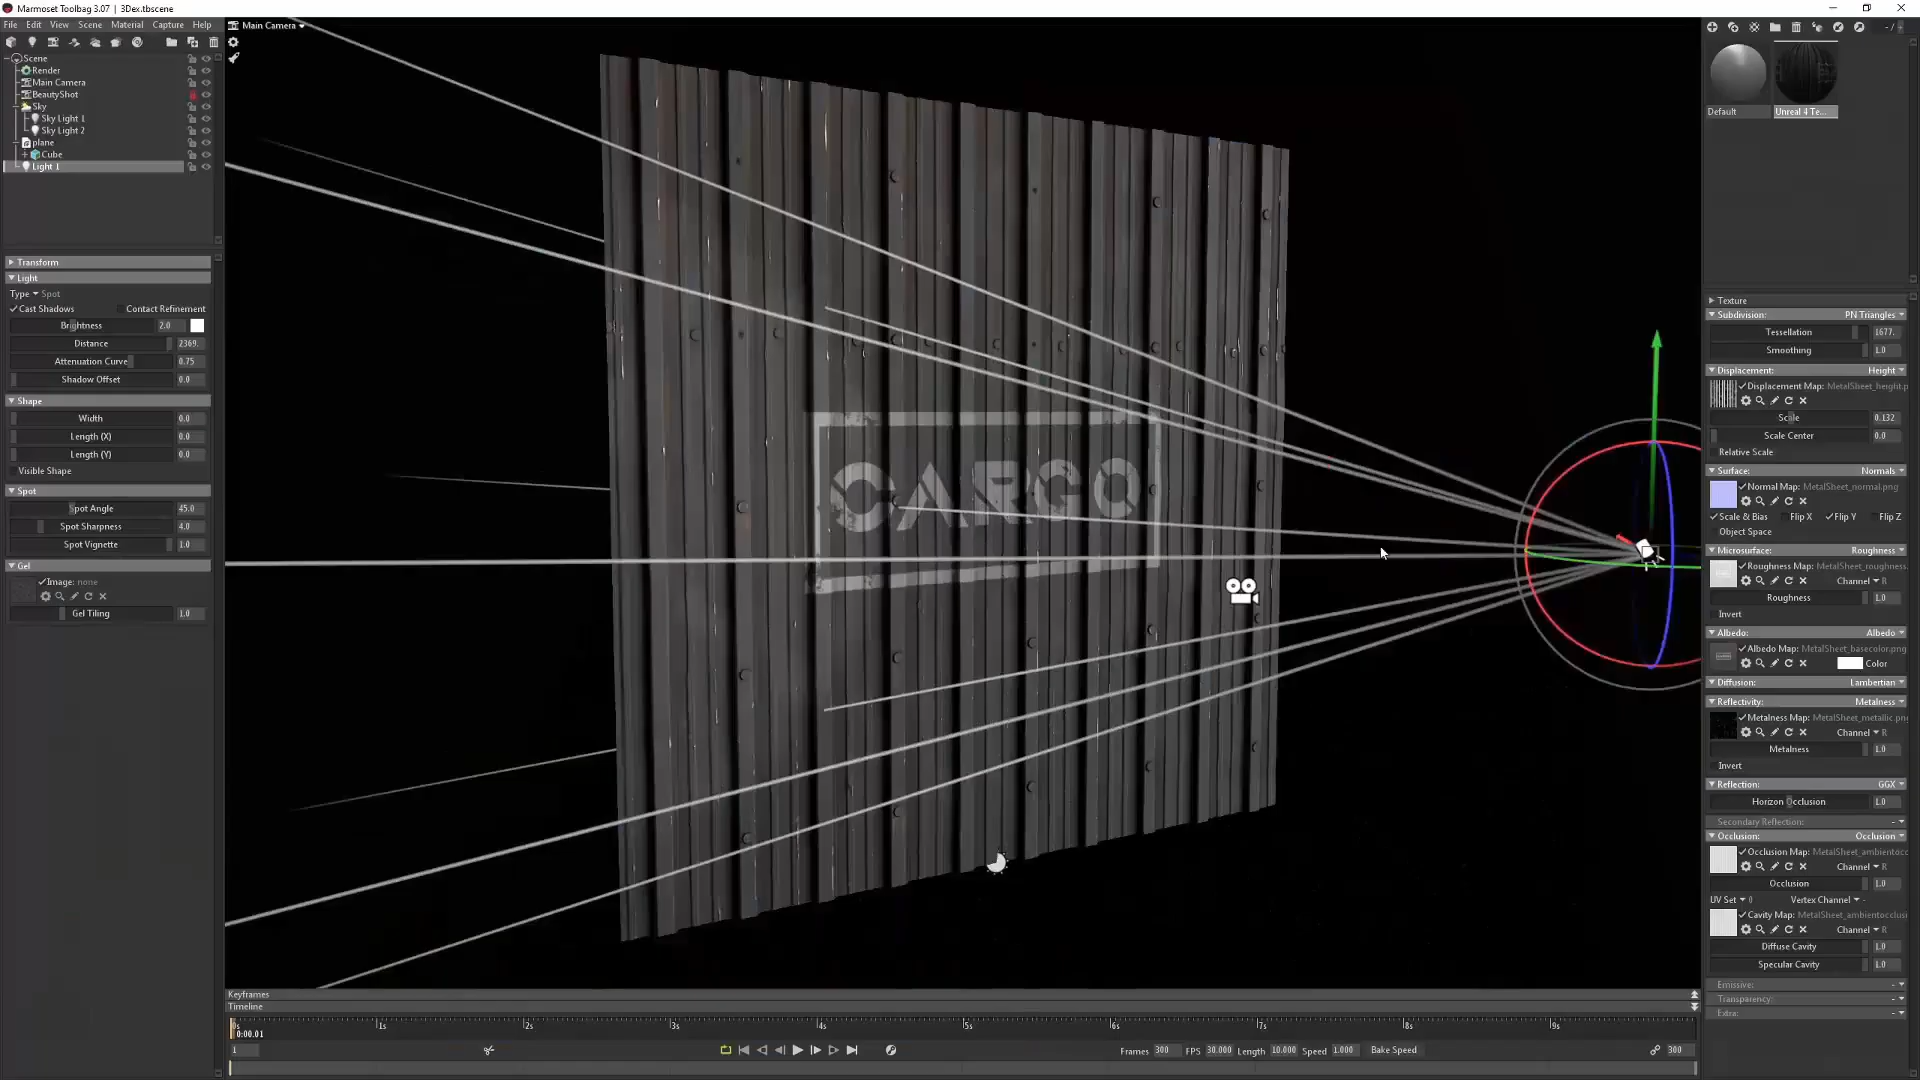 Marmoset Toolbag 3.07 | 3Dex.tbscene
File Edit View Scene Material Capture Help
Scene
Render
Main Camera
BeautyShot
Sky
Sky Light 1
Sky Light 2
plane
Cube
Light 1
Transform
Light
Type Spot
Cast Shadows Contact Refinement
Brightness 2.0
Distance 2369.
Attenuation Curve 0.75
Shadow Offset 0.0
Shape
Width 0.0
Length (X) 0.0
Length (Y) 0.0
Visible Shape
Spot
Spot Angle 45.0
Spot Sharpness 4.0
Spot Vignette 1.0
Gel
Image: none
Gel Tiling 1.0
Main Camera
CARGO
Keyframes
Timeline
0s 1s 2s 3s 4s 5s 6s 7s 8s 9s
0:00.01
1
Frames 300 FPS 30.000 Length 10.000 Speed 1.000 Bake Speed 300
Default Unreal 4 Te...
Texture
Subdivision: PN Triangles
Tessellation 1677.
Smoothing 1.0
Displacement: Height
Displacement Map: MetalSheet_height.p
Scale 0.132
Scale Center 0.0
Relative Scale
Surface: Normals
Normal Map: MetalSheet_normal.png
Scale & Bias Flip X Flip Y Flip Z
Object Space
Microsurface: Roughness
Roughness Map: MetalSheet_roughness.
Channel R
Roughness 1.0
Invert
Albedo: Albedo
Albedo Map: MetalSheet_basecolor.png
Color
Diffusion: Lambertian
Reflectivity: Metalness
Metalness Map: MetalSheet_metallic.pn
Channel R
Metalness 1.0
Invert
Reflection: GGX
Horizon Occlusion 1.0
Secondary Reflection: -
Occlusion: Occlusion
Occlusion Map: MetalSheet_ambientocc
Channel R
Occlusion 1.0
UV Set 0 Vertex Channel -
Cavity Map: MetalSheet_ambientocclus
Channel R
Diffuse Cavity 1.0
Specular Cavity 1.0
Emissive: -
Transparency: -
Extra: -